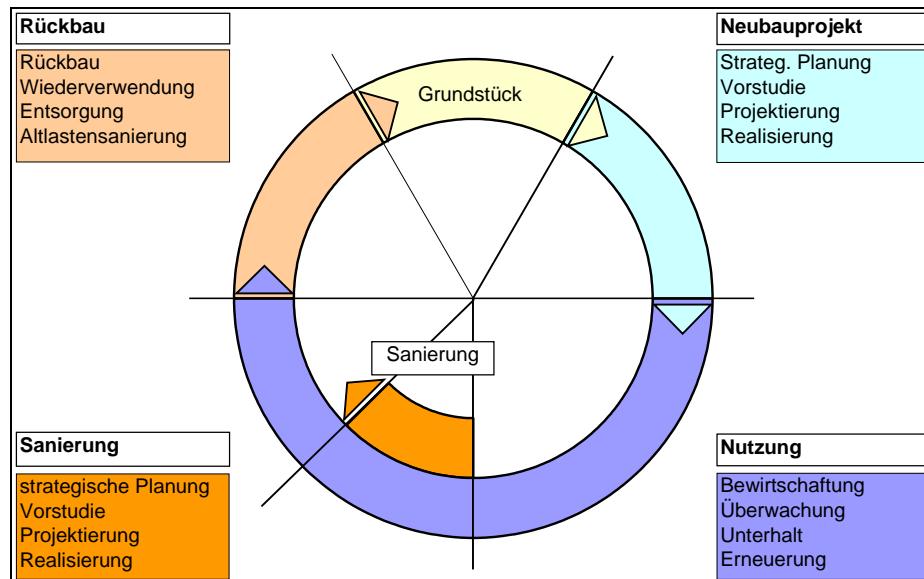 Rückbau
Rückbau
Wiederverwendung
Entsorgung
Altlastensanierung
Grundstück
Neubauprojekt
Strateg. Planung
Vorstudie
Projektierung
Realisierung
Sanierung
Sanierung
strategische Planung
Vorstudie
Projektierung
Realisierung
Nutzung
Bewirtschaftung
Überwachung
Unterhalt
Erneuerung